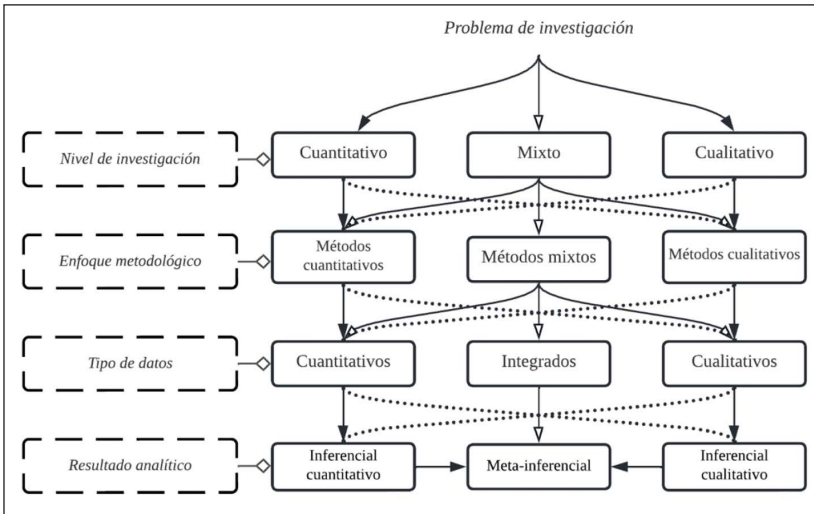 Problema de investigación
Nivel de investigación
Cuantitativo
Mixto
Cualitativo
Enfoque metodológico
Métodos
cuantitativos
Métodos mixtos
Métodos cualitativos
Tipo de datos
Cuantitativos
Integrados
Cualitativos
Resultado analítico
Inferencial
cuantitativo
Meta-inferencial
Inferencial
cualitativo